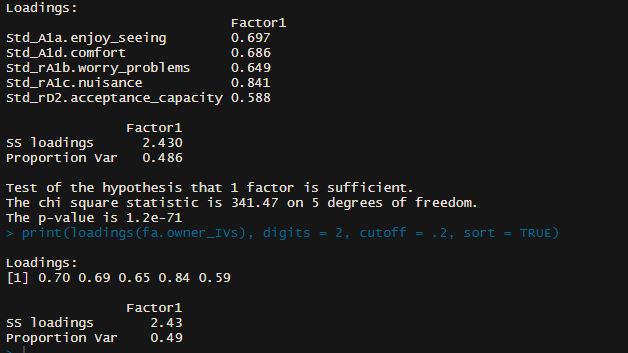 Loadings:
                         Factor1
Std_A1a.enjoy_seeing     0.697
Std_A1d.comfort          0.686
Std_rA1b.worry_problems  0.649
Std_rA1c.nuisance        0.841
Std_rD2.acceptance_capacity 0.588
               Factor1
SS loadings      2.430
Proportion Var   0.486
Test of the hypothesis that 1 factor is sufficient.
The chi square statistic is 341.47 on 5 degrees of freedom.
The p-value is 1.2e-71
> print(loadings(fa.owner_IVs), digits = 2, cutoff = .2, sort = TRUE)
Loadings:
[1] 0.70 0.69 0.65 0.84 0.59
               Factor1
SS loadings       2.43
Proportion Var    0.49
>